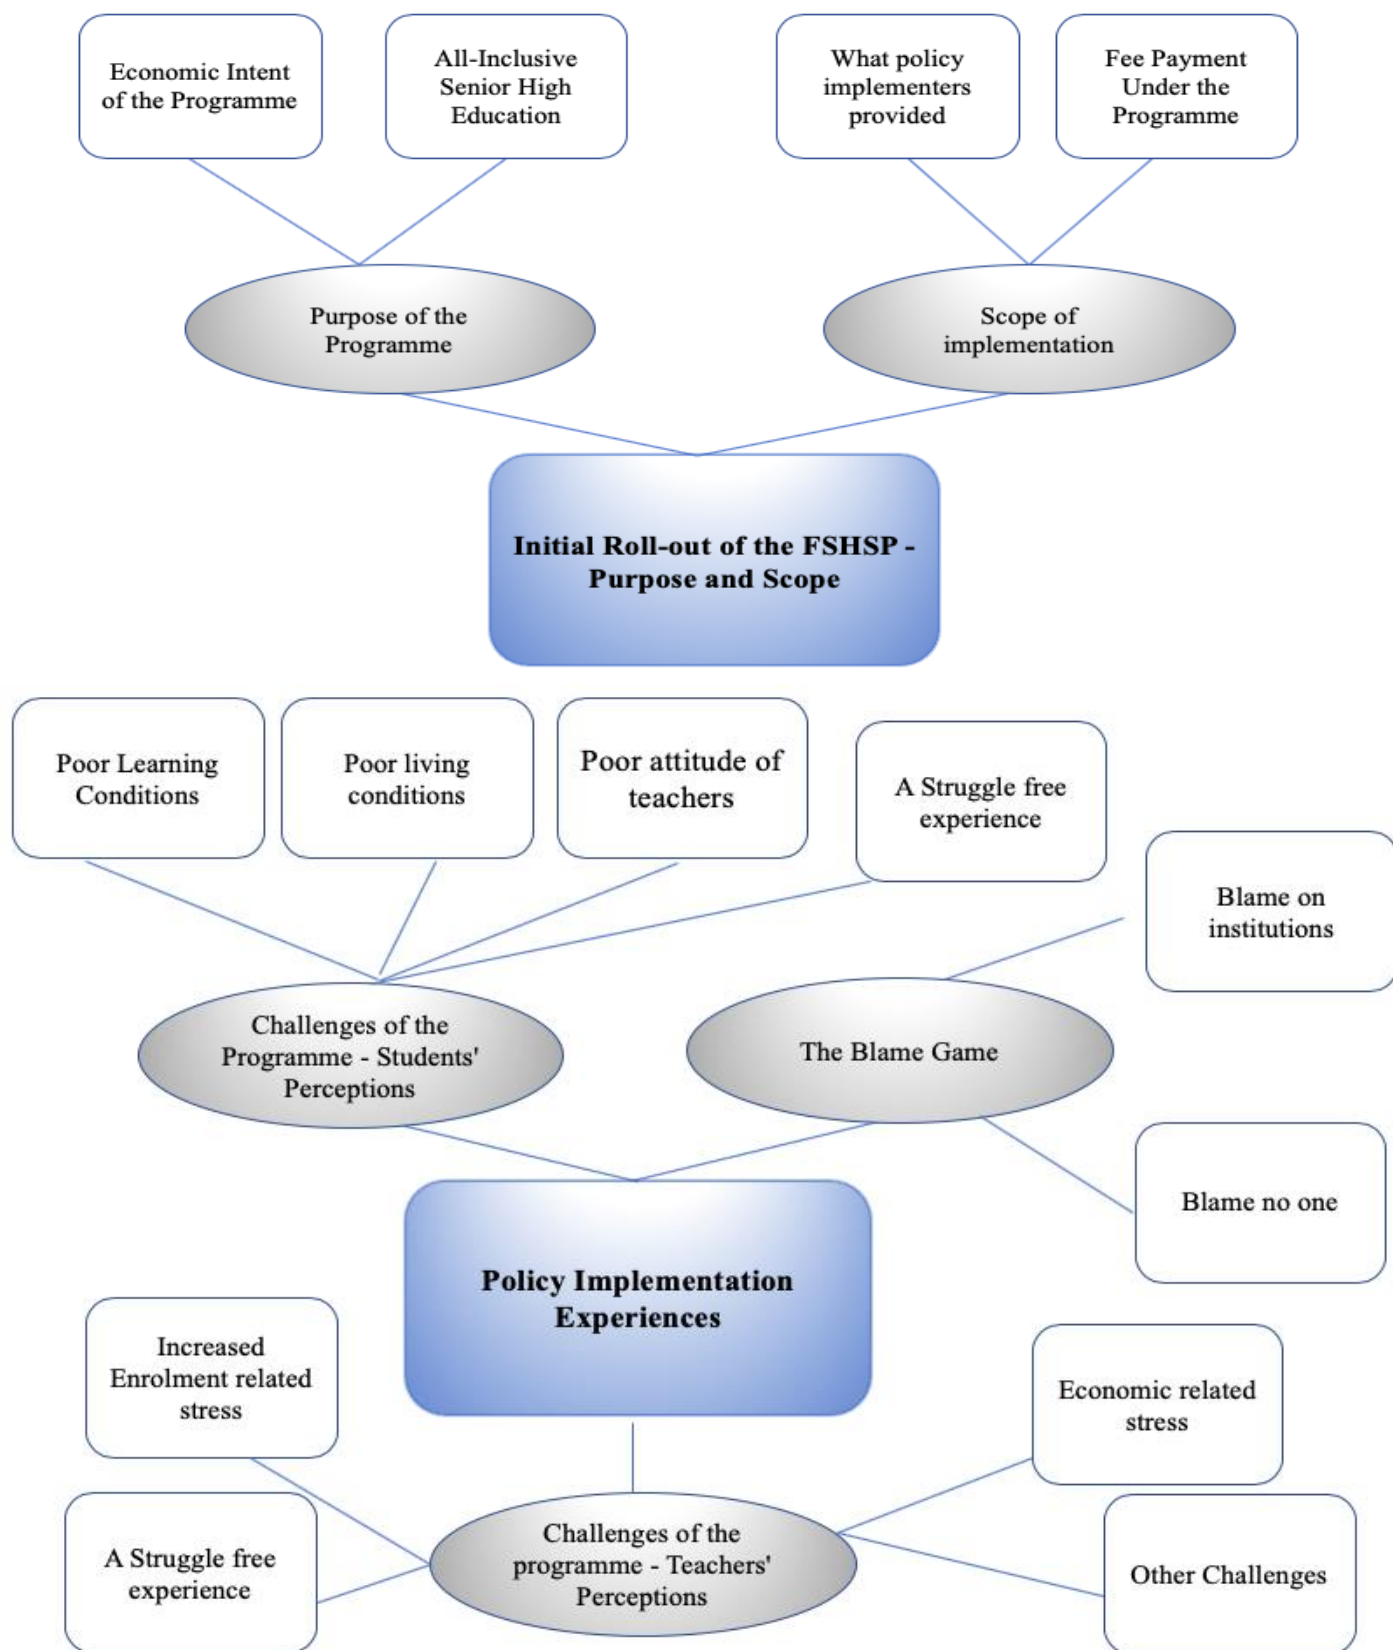 Economic Intent
of the Programme
All-Inclusive
Senior High
Education
What policy
implementers
provided
Fee Payment
Under the
Programme
Purpose of the
Programme
Scope of
implementation
Initial Roll-out of the FSHSP -
Purpose and Scope
Poor Learning
Conditions
Poor living
conditions
Poor attitude of
teachers
A Struggle free
experience
Blame on
institutions
Challenges of the
Programme - Students'
Perceptions
The Blame Game
Blame no one
Policy Implementation
Experiences
Increased
Enrolment related
stress
Economic related
stress
A Struggle free
experience
Challenges of the
programme - Teachers'
Perceptions
Other Challenges